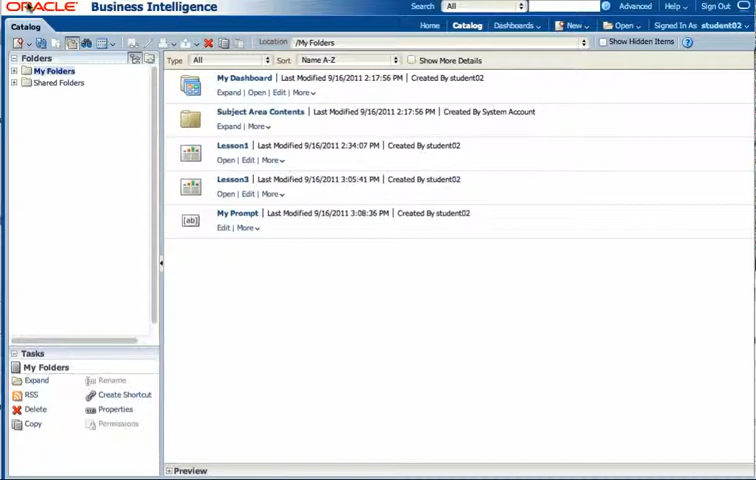 ORACLE Business Intelligence
Search All Advanced Help Sign Out
Home Catalog Dashboards New Open Signed In As student02
Catalog
Location /My Folders Show Hidden Items
Folders
My Folders
Shared Folders
Type All Sort Name A-Z Show More Details
My Dashboard | Last Modified 9/16/2011 2:17:56 PM | Created By student02
Expand | Open | Edit | More
Subject Area Contents | Last Modified 9/16/2011 2:17:56 PM | Created By System Account
Expand | More
Lesson1 | Last Modified 9/16/2011 2:34:07 PM | Created By student02
Open | Edit | More
Lesson3 | Last Modified 9/16/2011 3:05:41 PM | Created By student02
Open | Edit | More
[ab] My Prompt | Last Modified 9/16/2011 3:08:36 PM | Created By student02
Edit | More
Tasks
My Folders
Expand Rename
RSS Create Shortcut
Delete Properties
Copy Permissions
Preview